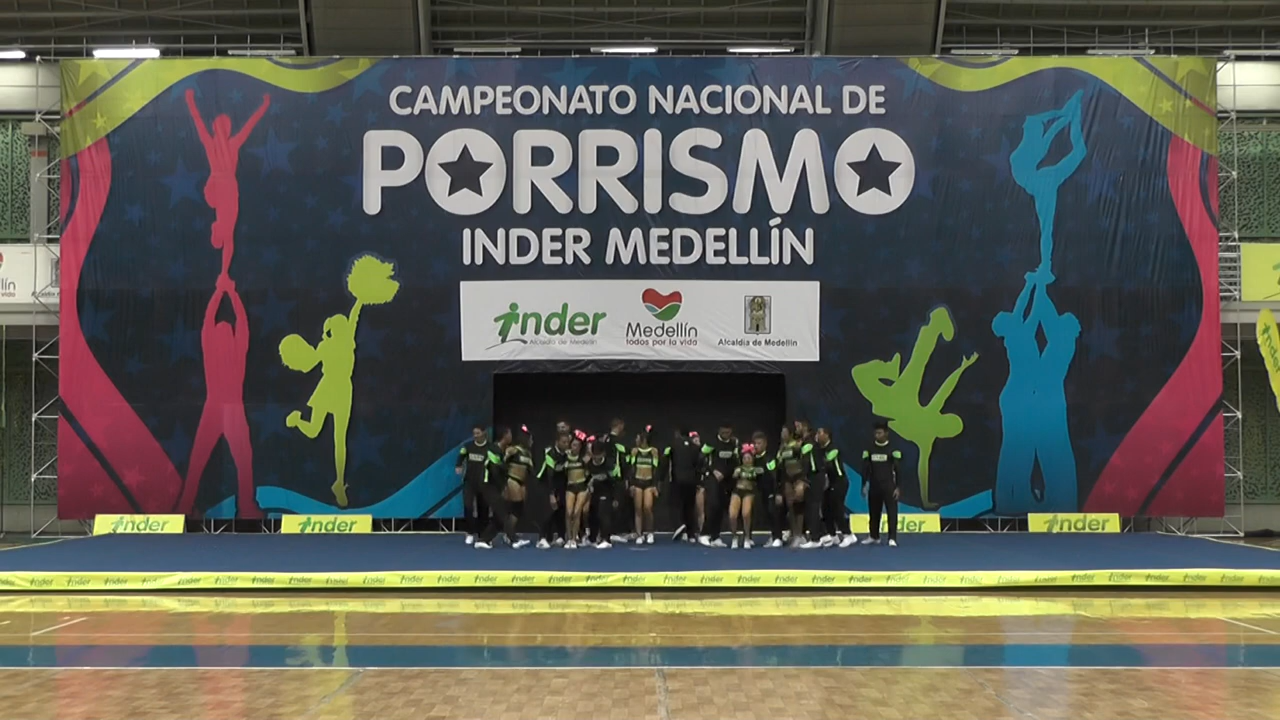 CAMPEONATO NACIONAL DE
PORRISMO
INDER MEDELLÍN
inder
Alcaldía de Medellín
Medellín
todos por la vida
Alcaldía de Medellín
inder
inder
inder
inder